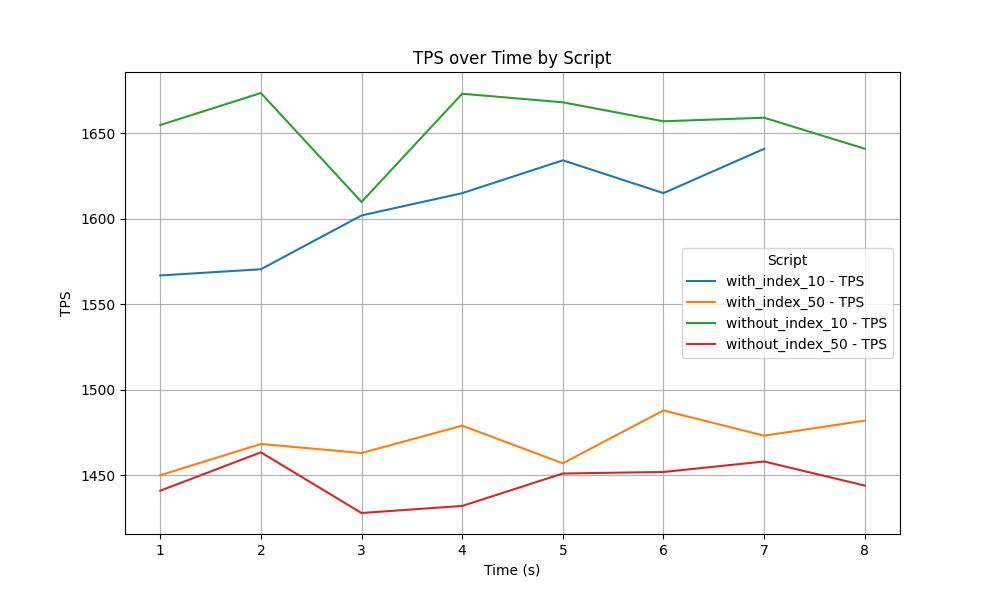 TPS over Time by Script
TPS
1650
1600
1550
1500
1450
Script
with_index_10 - TPS
with_index_50 - TPS
without_index_10 - TPS
without_index_50 - TPS
1 2 3 4 5 6 7 8
Time (s)